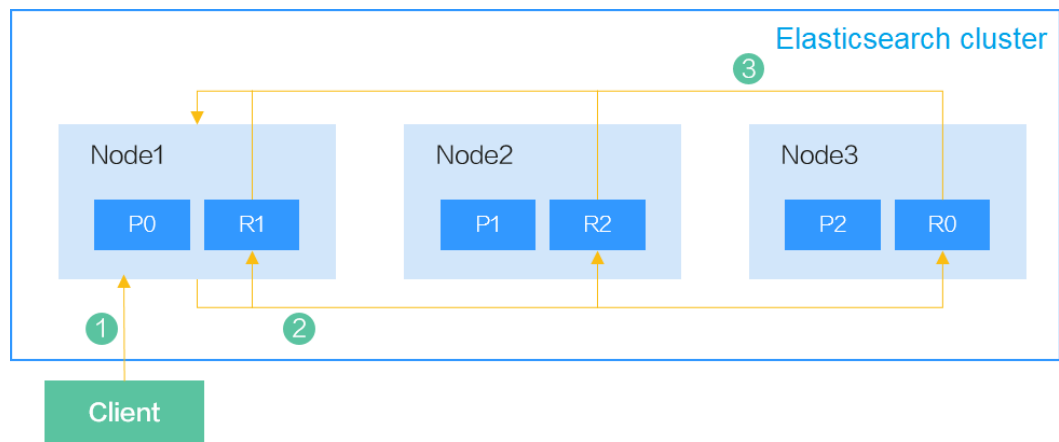 Elasticsearch cluster
3
Node1
Node2
Node3
P0
R1
P1
R2
P2
R0
1
2
Client